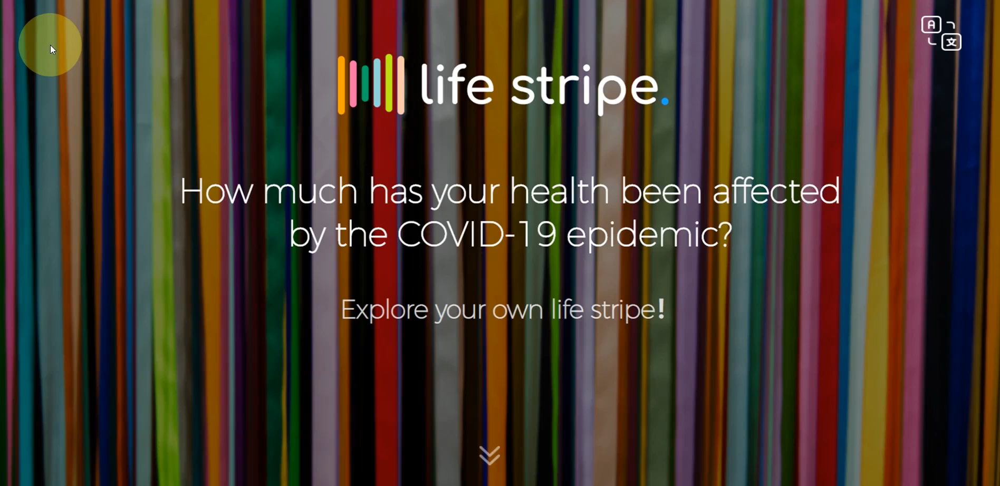 A
文
life stripe.
How much has your health been affected
by the COVID-19 epidemic?
Explore your own life stripe!